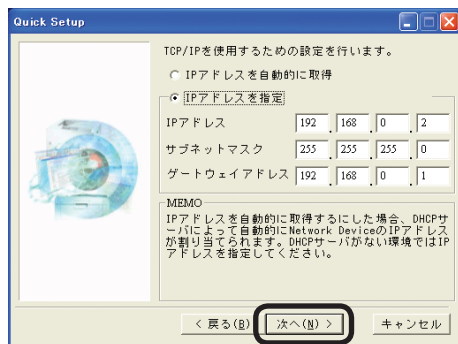 Quick Setup
TCP/IPを使用するための設定を行います。
IPアドレスを自動的に取得
IPアドレスを指定
IPアドレス 192 . 168 . 0 . 2
サブネットマスク 255 . 255 . 255 . 0
ゲートウェイアドレス 192 . 168 . 0 . 1
MEMO
IPアドレスを自動的に取得するにした場合、DHCPサ
ーバによって自動的にNetwork DeviceのIPアドレス
が割り当てられます。DHCPサーバがない環境ではIP
アドレスを指定してください。
< 戻る(B) 次へ(N) > キャンセル